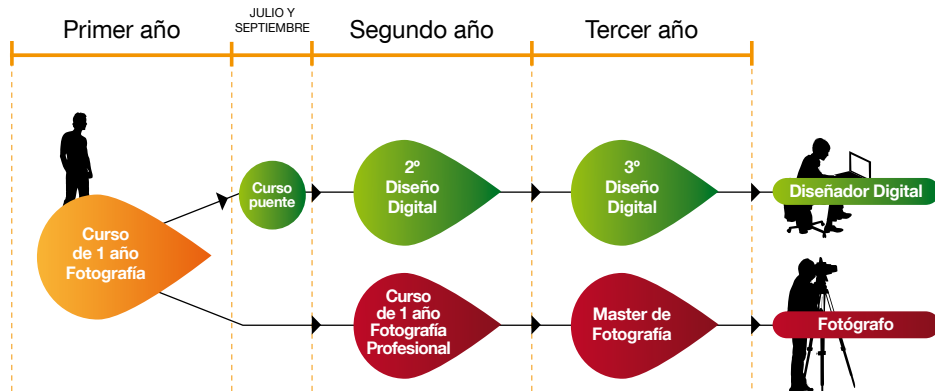 Primer año
JULIO Y
SEPTIEMBRE
Segundo año
Tercer año
Curso
de 1 año
Fotografía
Curso
puente
2º
Diseño
Digital
3º
Diseño
Digital
Diseñador Digital
Curso
de 1 año
Fotografía
Profesional
Master de
Fotografía
Fotógrafo